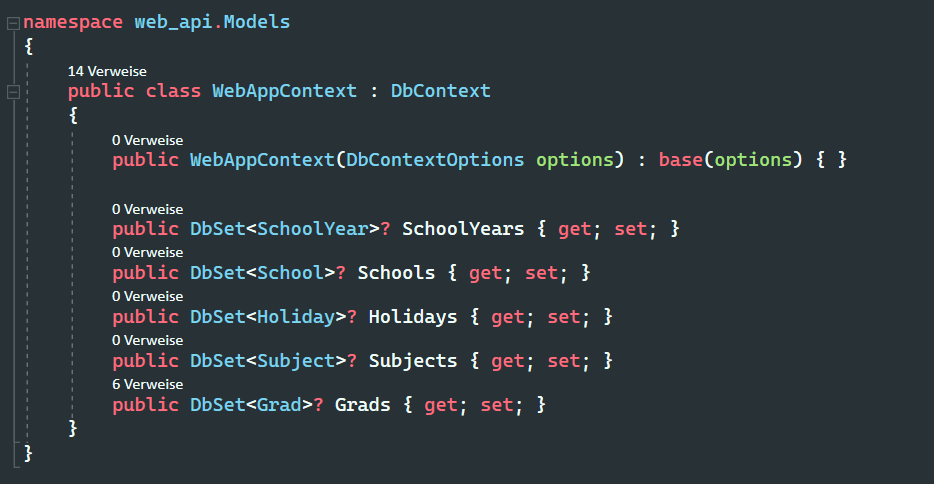 namespace web_api.Models
{
14 Verweise
public class WebAppContext : DbContext
{
0 Verweise
public WebAppContext(DbContextOptions options) : base(options) { }
0 Verweise
public DbSet<SchoolYear>? SchoolYears { get; set; }
0 Verweise
public DbSet<School>? Schools { get; set; }
0 Verweise
public DbSet<Holiday>? Holidays { get; set; }
0 Verweise
public DbSet<Subject>? Subjects { get; set; }
6 Verweise
public DbSet<Grad>? Grads { get; set; }
}
}